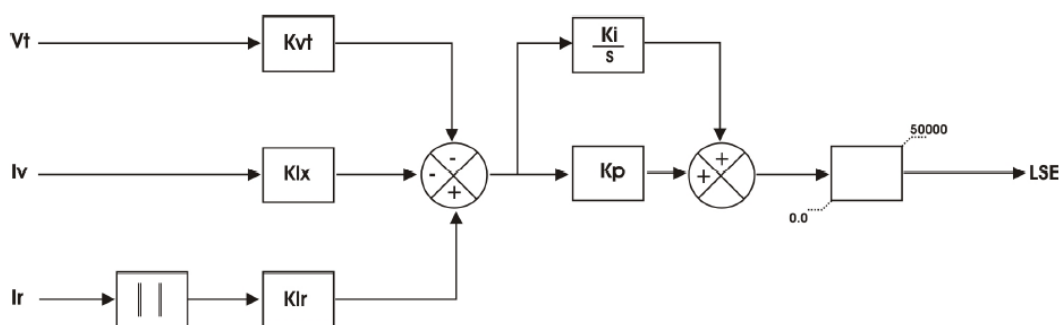 Vt
Kvt
Ki
s
50000
Iv
KIx
-
-
+
Kp
+
+
LSE
0.0
Ir
| |
KIr